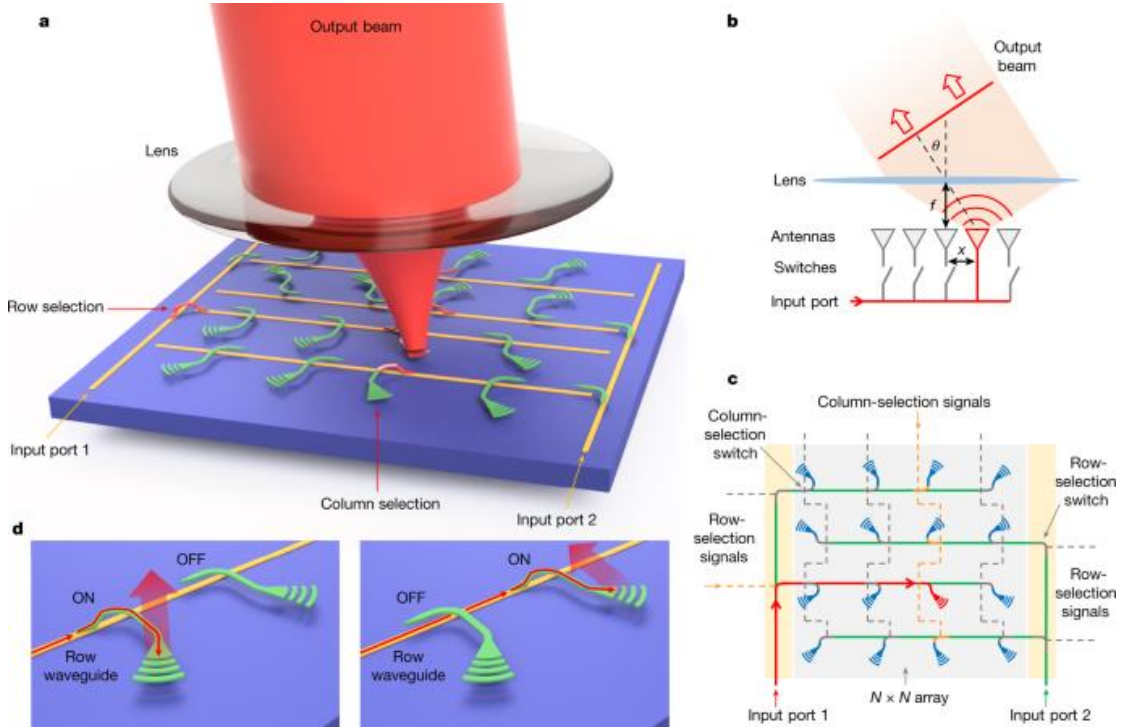 a
Output beam
Lens
Row selection
Input port 1
Column selection
Input port 2
b
Output
beam
θ
Lens
f
Antennas
x
Switches
Input port
c
Column-selection signals
Column-
selection
switch
Row-
selection
switch
Row-
selection
signals
Row-
selection
signals
N × N array
Input port 1
Input port 2
d
OFF
ON
Row
waveguide
ON
OFF
Row
waveguide